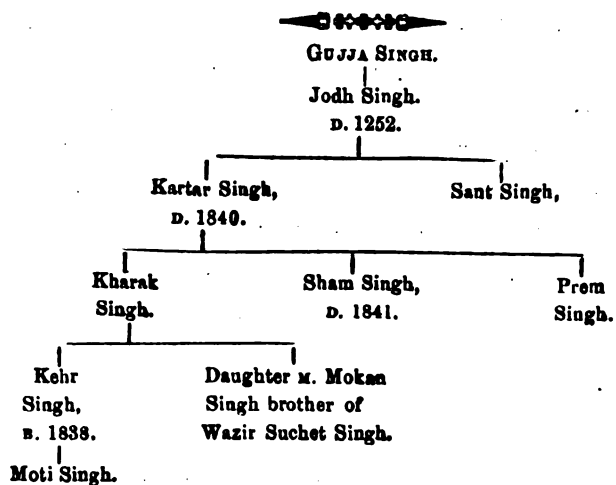 GUJJA SINGH.
Jodh Singh.
D. 1252.
Kartar Singh,
D. 1840.
Sant Singh,
Kharak
Singh.
Sham Singh,
D. 1841.
Prem
Singh.
Kehr
Singh,
B. 1838.
Daughter M. Mokan
Singh brother of
Wazir Suchet Singh.
Moti Singh.